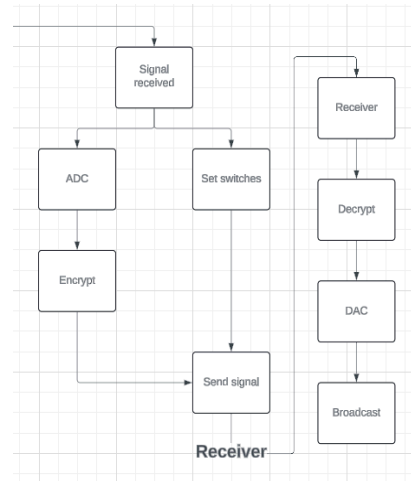 Signal
received
ADC
Set switches
Encrypt
Send signal
Receiver
Receiver
Decrypt
DAC
Broadcast